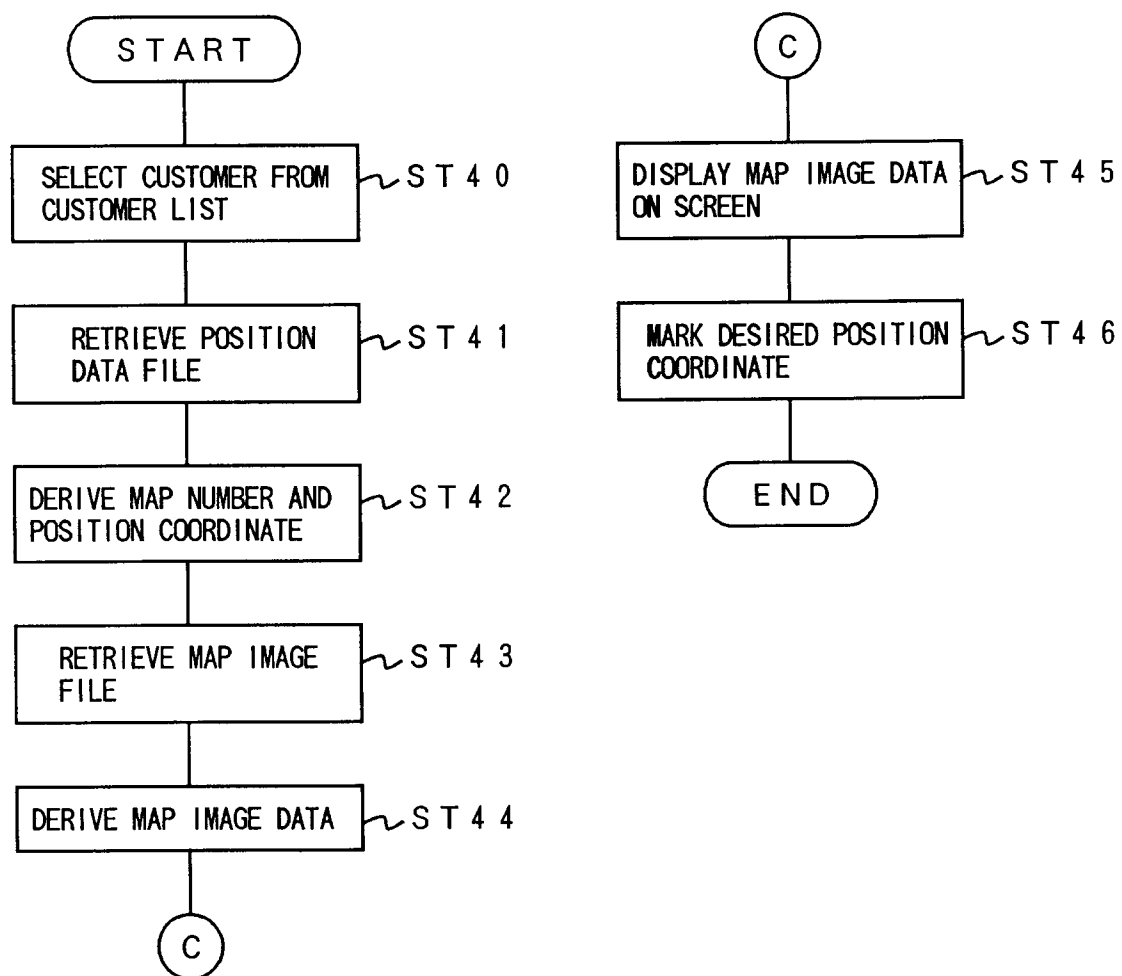 START
SELECT CUSTOMER FROM
CUSTOMER LIST
ST40
RETRIEVE POSITION
DATA FILE
ST41
DERIVE MAP NUMBER AND
POSITION COORDINATE
ST42
RETRIEVE MAP IMAGE
FILE
ST43
DERIVE MAP IMAGE DATA
ST44
C
C
DISPLAY MAP IMAGE DATA
ON SCREEN
ST45
MARK DESIRED POSITION
COORDINATE
ST46
END